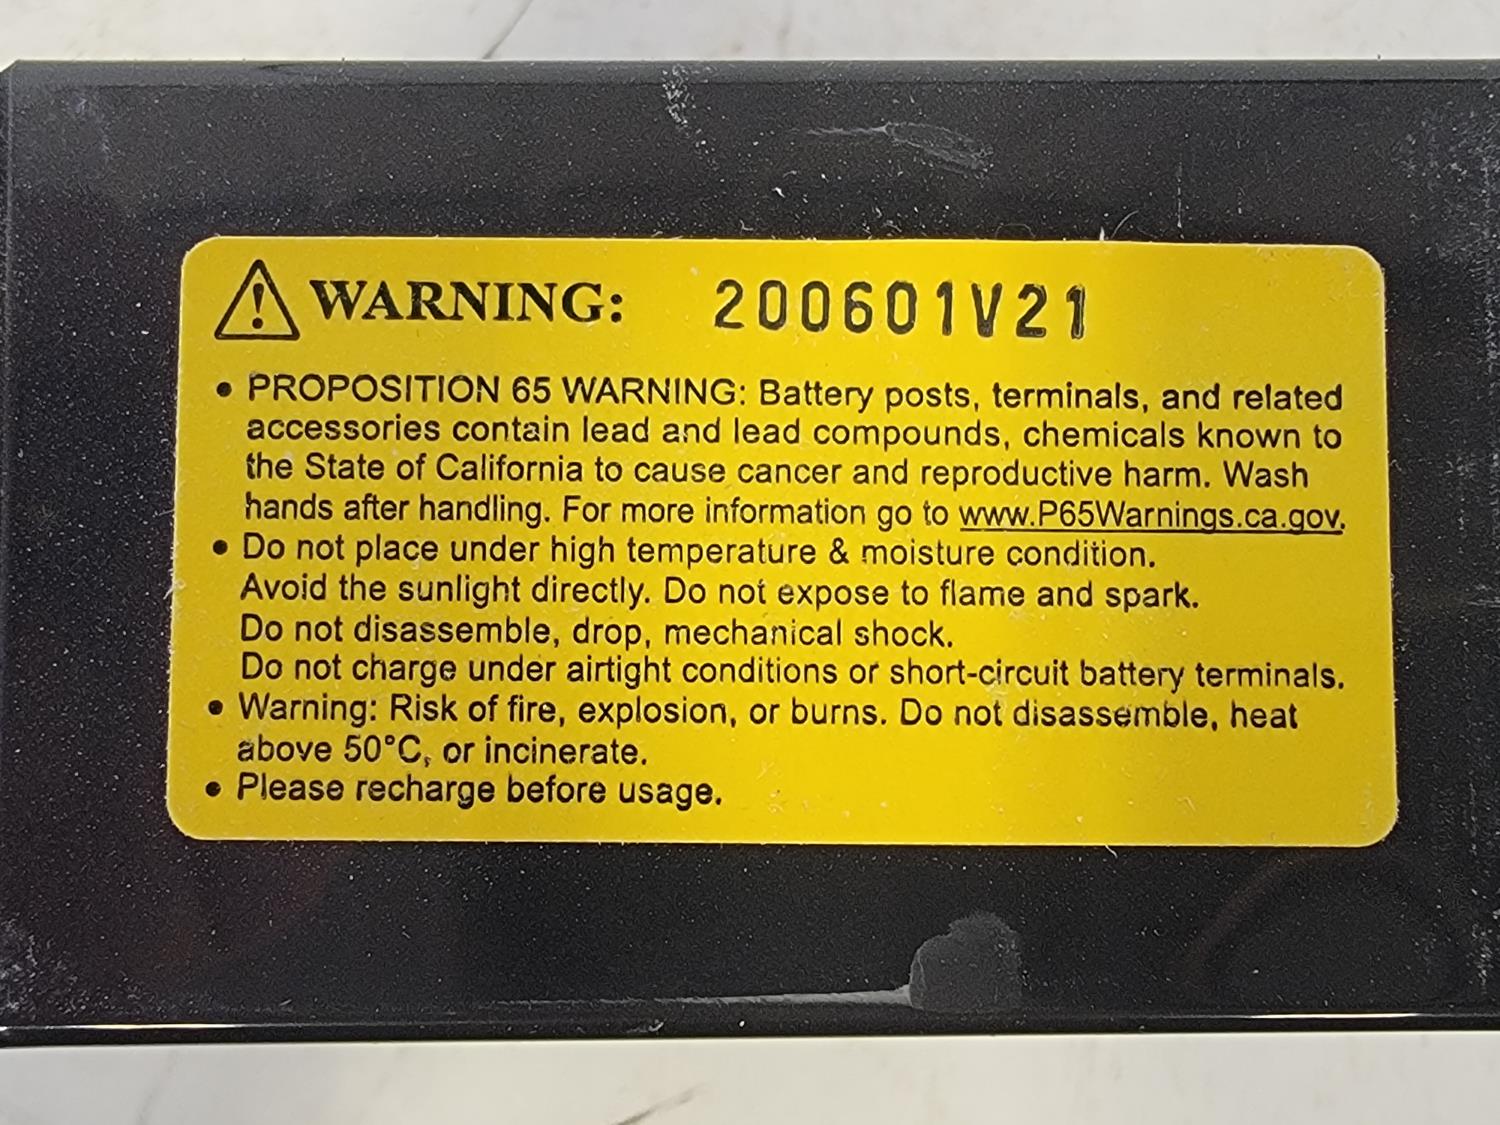 WARNING: 200601V21
• PROPOSITION 65 WARNING: Battery posts, terminals, and related
accessories contain lead and lead compounds, chemicals known to
the State of California to cause cancer and reproductive harm. Wash
hands after handling. For more information go to www.P65Warnings.ca.gov.
• Do not place under high temperature & moisture condition.
Avoid the sunlight directly. Do not expose to flame and spark.
Do not disassemble, drop, mechanical shock.
Do not charge under airtight conditions or short-circuit battery terminals.
• Warning: Risk of fire, explosion, or burns. Do not disassemble, heat
above 50°C, or incinerate.
• Please recharge before usage.